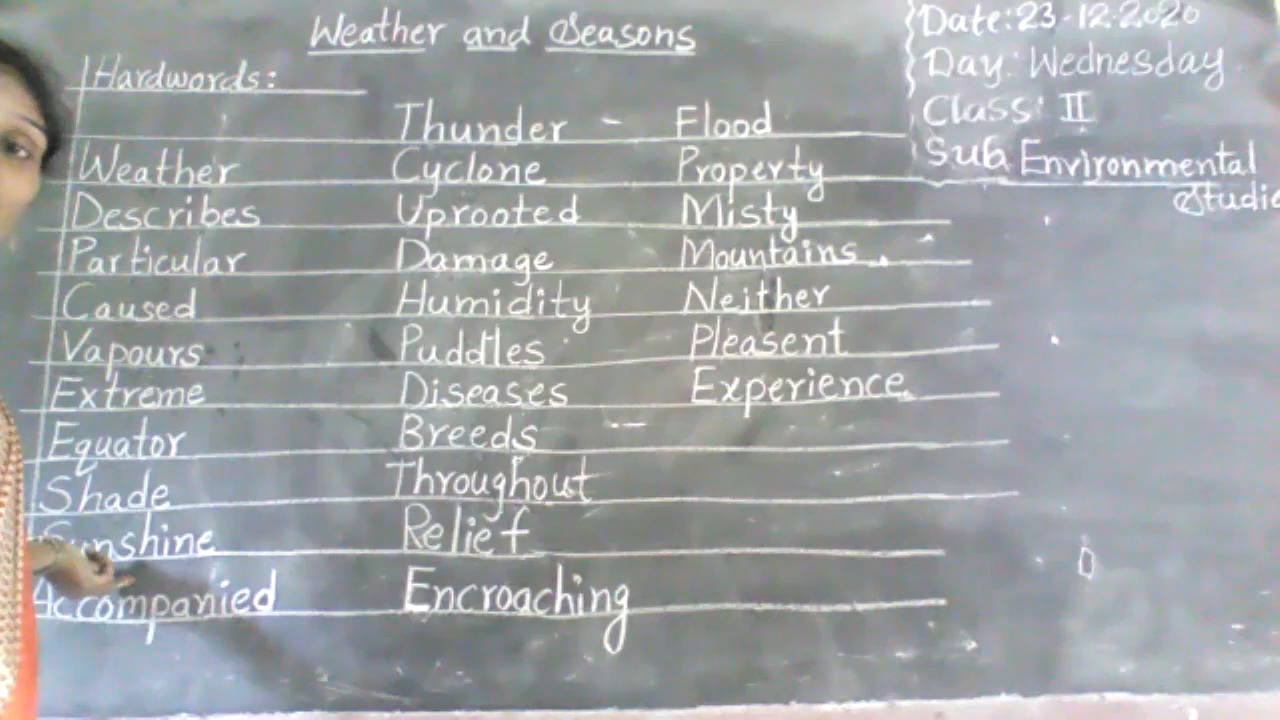 Weather and Seasons
Date: 23-12-2020
Day: Wednesday
Class: II
Sub Environmental
Studies
Hardwords:
Thunder - Flood
Weather Cyclone Property
Describes Uprooted Misty
Particular Damage Mountains.
Caused Humidity Neither
Vapours Puddles Pleasent
Extreme Diseases Experience.
Equator Breeds
Shade Throughout
Sunshine Relief
Accompanied Encroaching